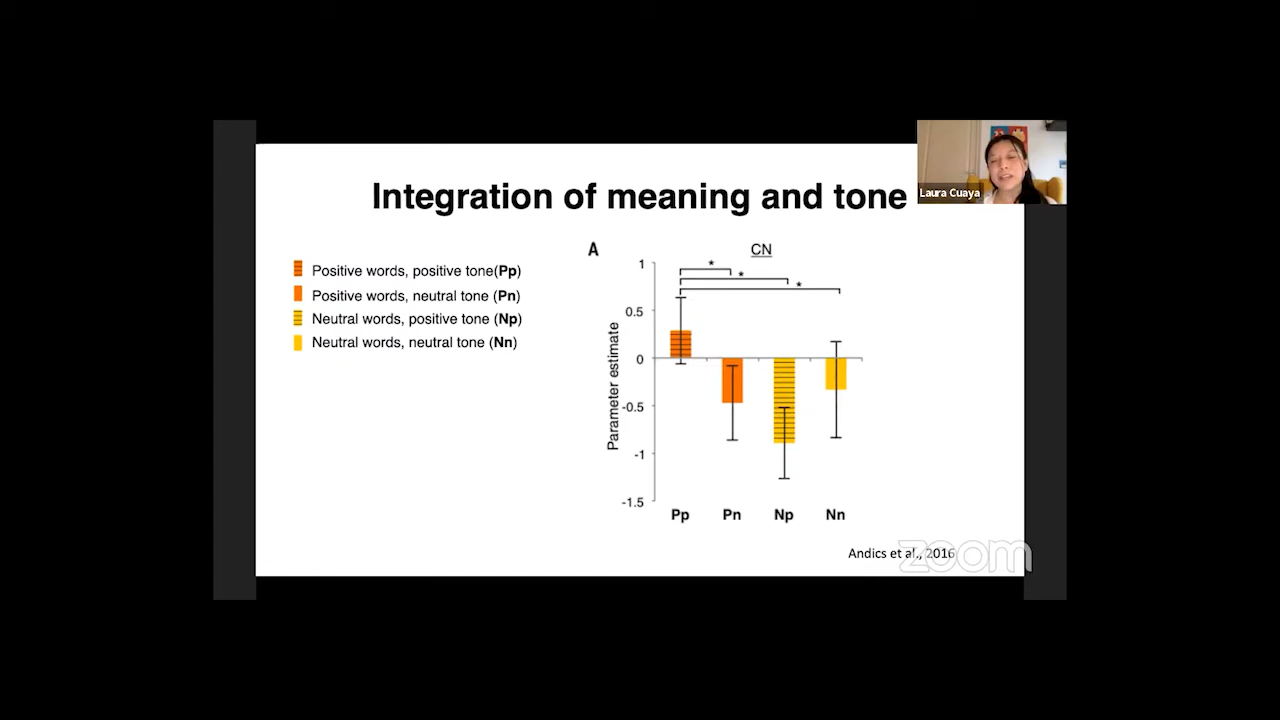 Integration of meaning and tone
Laura Cuaya
Positive words, positive tone(Pp)
Positive words, neutral tone (Pn)
Neutral words, positive tone (Np)
Neutral words, neutral tone (Nn)
A
CN
Parameter estimate
1
0.5
0
-0.5
-1
-1.5
*
*
*
Pp Pn Np Nn
Andics et al., 2016
zoom